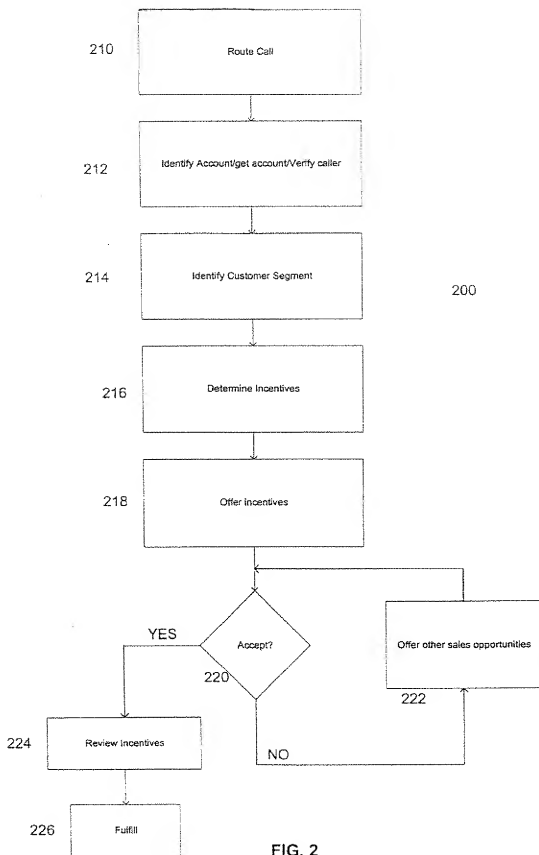 210
Route Call
212
Identify Account/get account/Verify caller
214
Identify Customer Segment
200
216
Determine Incentives
218
Offer Incentives
YES
Accept?
220
Offer other sales opportunities
222
224
Review Incentives
NO
226
Fulfill
FIG. 2